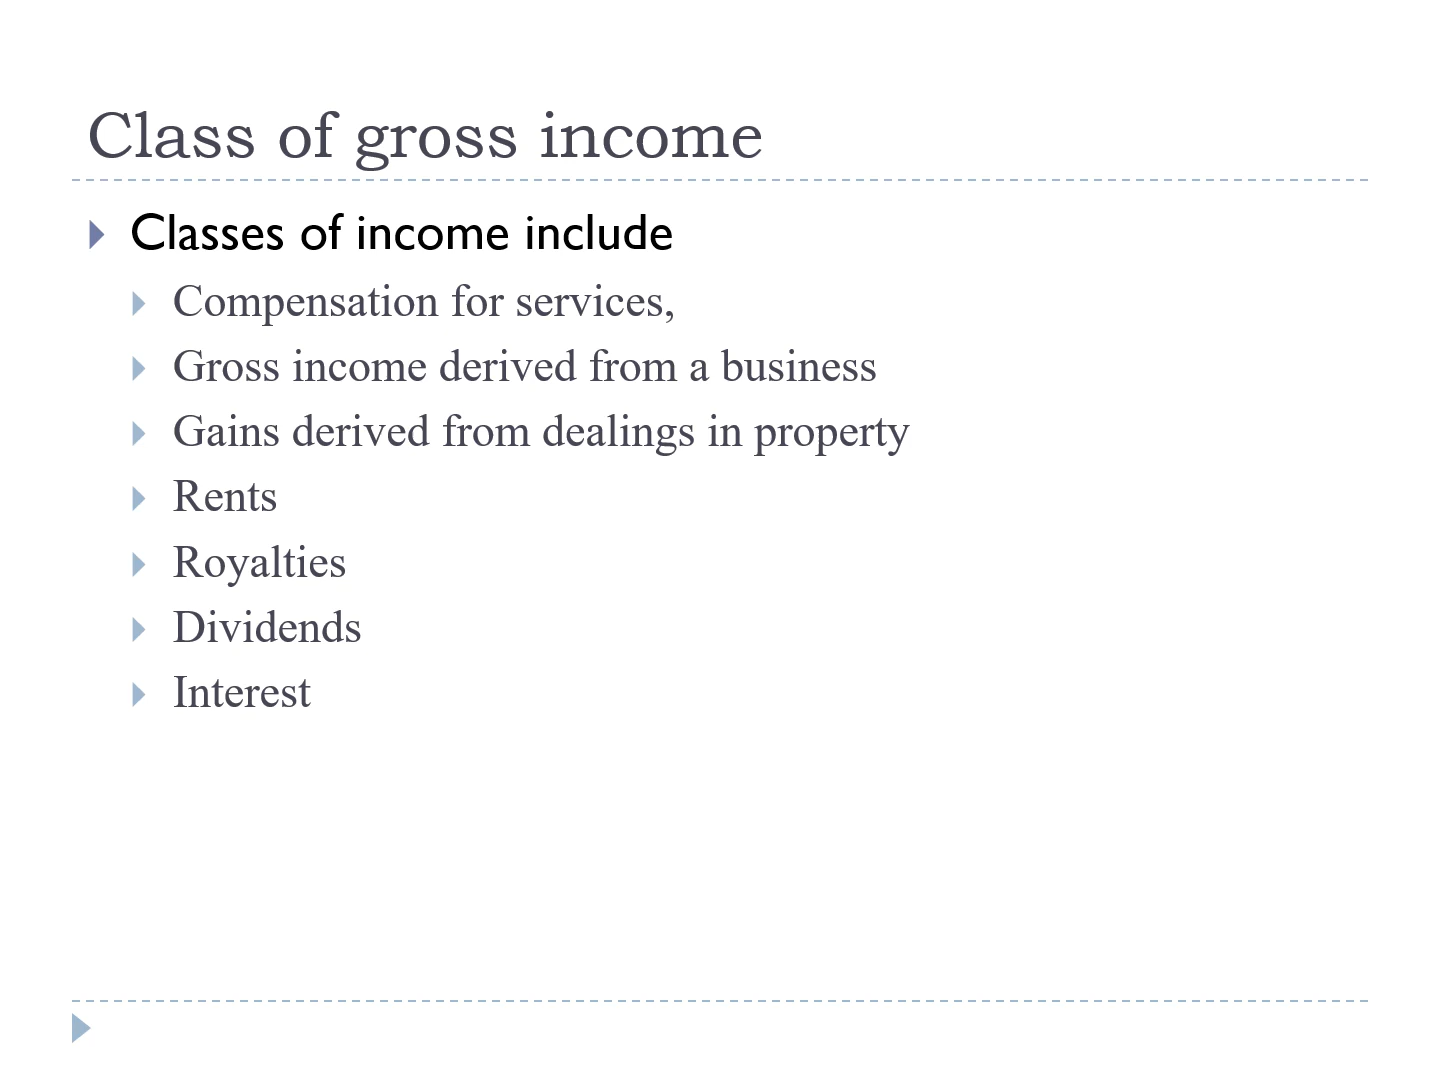 Class of gross income
Classes of income include
Compensation for services,
Gross income derived from a business
Gains derived from dealings in property
Rents
Royalties
Dividends
Interest